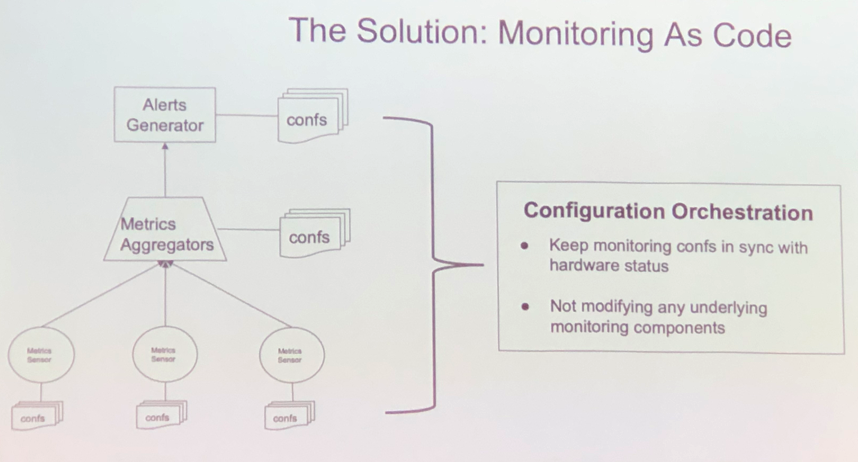 The Solution: Monitoring As Code
Alerts
Generator
confs
Metrics
Aggregators
confs
Metrics
Sensor
Metrics
Sensor
Metrics
Sensor
confs
confs
confs
Configuration Orchestration
● Keep monitoring confs in sync with
hardware status
● Not modifying any underlying
monitoring components